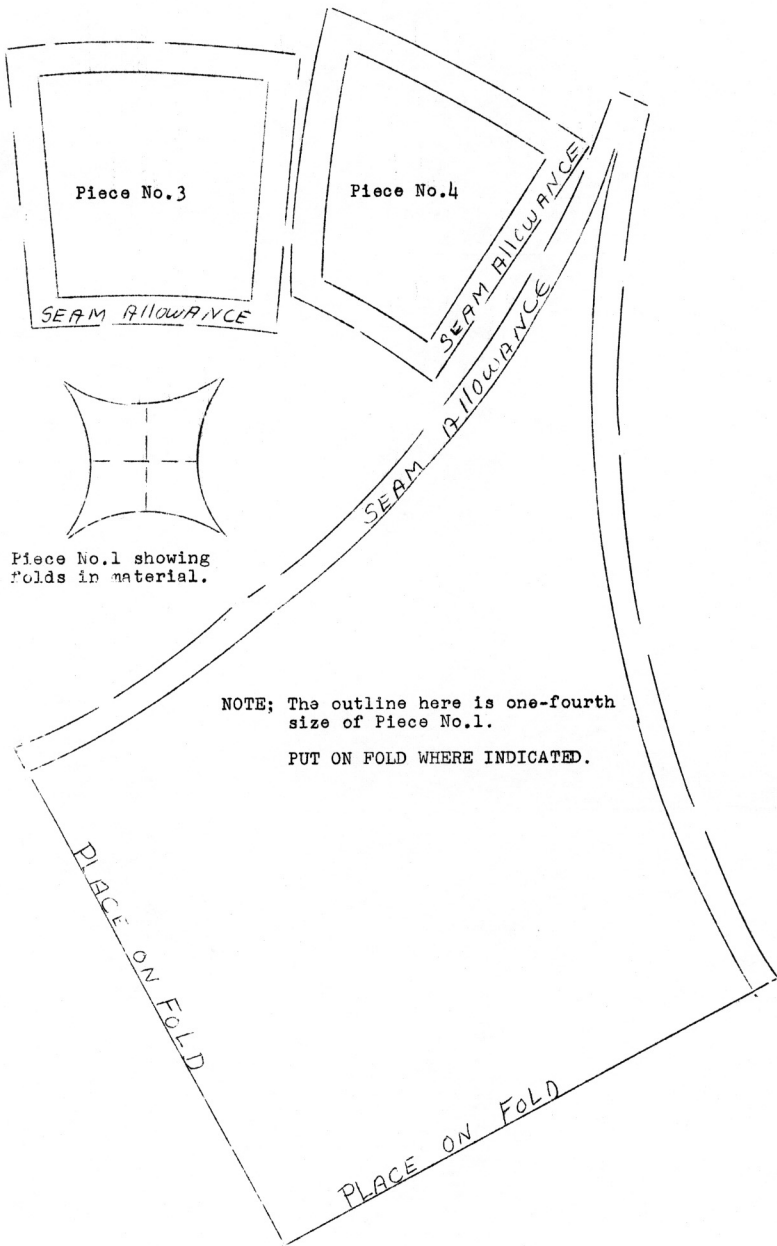 Piece No.3
SEAM AllOWANCE
Piece No.4
SEAM AllOWANCE
SEAM AllOWANCE
Piece No.1 showing
folds in material.
NOTE; The outline here is one-fourth
size of Piece No.1.
PUT ON FOLD WHERE INDICATED.
PLACE ON FOLD
PLACE ON FOLD